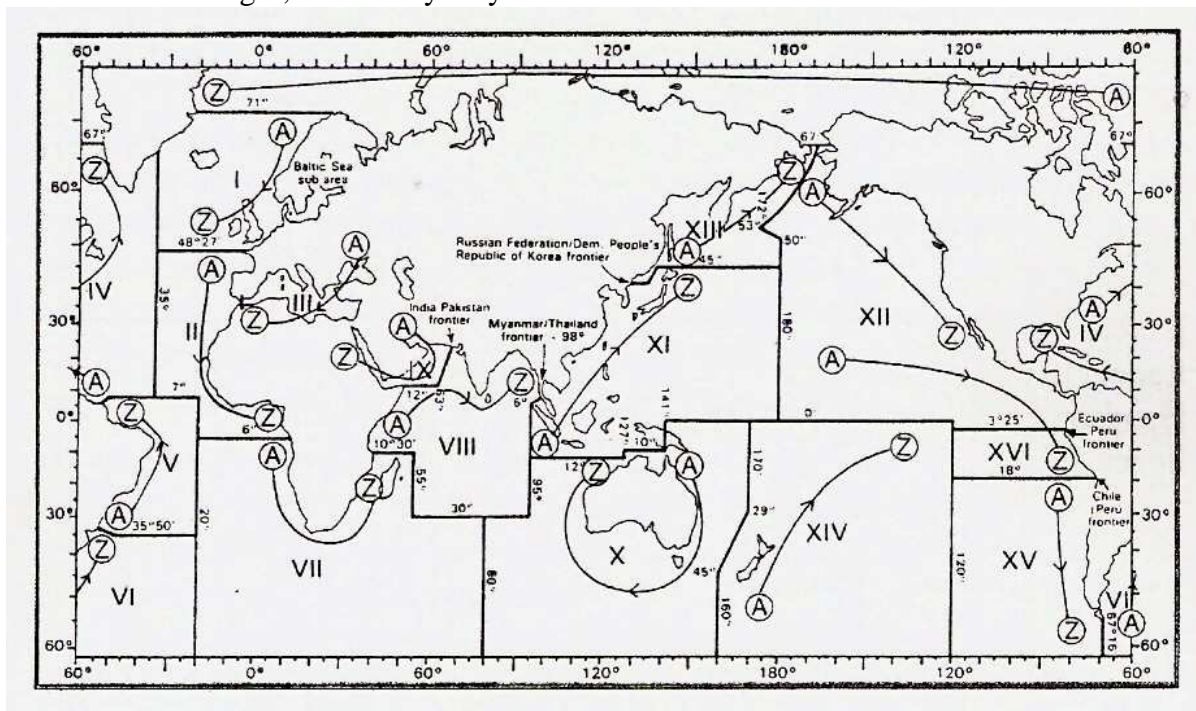 60° 0° 60° 120° 180° 120° 60°
Z A
71°
67° A 67° 67°
Z I Baltic Sea
sub area
Z A
60° 60°
Z 172° 53°
48° 27' XIII 50°
Russian Federation/Dem. People's
Republic of Korea frontier
A 45°
IV A A Z
35° III India Pakistan
frontier
Z A Myanmar/Thailand
frontier - 98°
XI 180° XII A IV
30° II Z Z 30°
Z IX A
A 12° 63° Z 6° 141°
7°
0° Z 6° Z A 0° 3° 25' Ecuador
Peru
frontier
V A 10° 30' VIII A 127° 10° Z XVI Z
12° Z A 170° 18°
A Z 55° 95° Chile
Peru
frontier
30° 35° 50' 20° 30° 29° XIV 30°
Z VII X XV
VI 80° 45° 160° A 120° Z VI A 67° 16'
60° 60°
60° 0° 60° 120° 180° 120° 60°